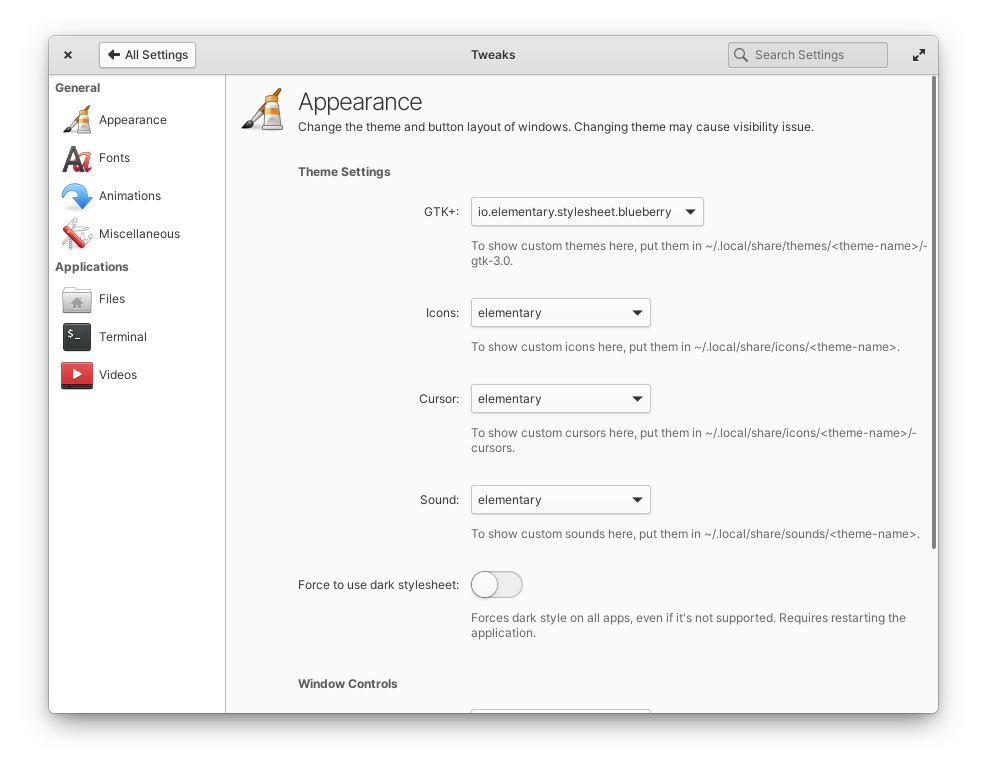 All Settings
Tweaks
Search Settings
General
Appearance
Fonts
Animations
Miscellaneous
Applications
Files
$_
Terminal
Videos
Appearance
Change the theme and button layout of windows. Changing theme may cause visibility issue.
Theme Settings
GTK+: io.elementary.stylesheet.blueberry
To show custom themes here, put them in ~/.local/share/themes/<theme-name>/-
gtk-3.0.
Icons: elementary
To show custom icons here, put them in ~/.local/share/icons/<theme-name>.
Cursor: elementary
To show custom cursors here, put them in ~/.local/share/icons/<theme-name>/-
cursors.
Sound: elementary
To show custom sounds here, put them in ~/.local/share/sounds/<theme-name>.
Force to use dark stylesheet:
Forces dark style on all apps, even if it's not supported. Requires restarting the
application.
Window Controls